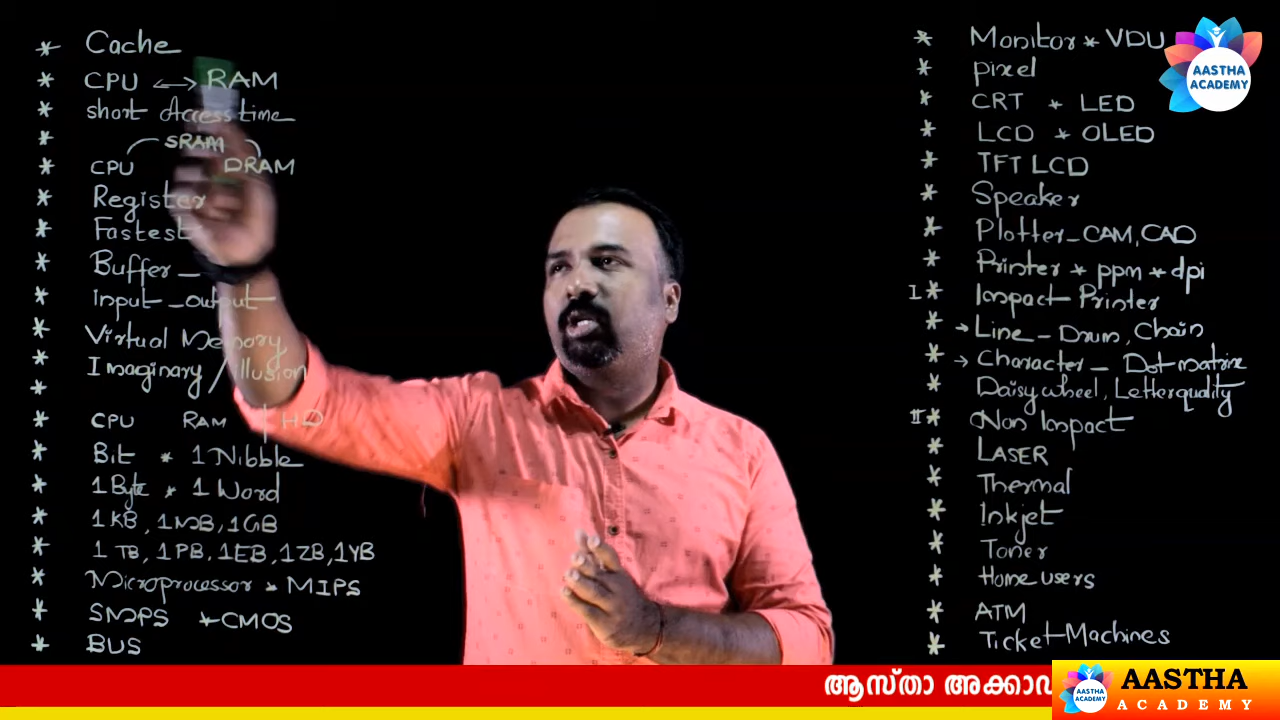 * Cache
* CPU ↔ RAM
* short Access time
* SRAM
* CPU DRAM
* Register
* Fastest
* Buffer -
* input - output
* Virtual Memory
* Imaginary / Illusion
*
* CPU RAM | HD
* Bit * 1 Nibble
* 1 Byte * 1 Word
* 1 KB, 1 MB, 1 GB
* 1 TB, 1 PB, 1 EB, 1 ZB, 1 YB
* Microprocessor * MIPS
* SMPS * CMOS
* BUS
* Monitor * VDU
* pixel
* CRT * LED
* LCD * OLED
* TFT LCD
* Speaker
* Plotter - CAM, CAD
* Printer * ppm * dpi
I * Impact Printer
* → Line - Drum, Chain
* → Character - Dot matrix
* Daisy wheel, Letter quality
II * Non Impact
* LASER
* Thermal
* Inkjet
* Toner
* Home users
* ATM
* Ticket Machines
AASTHA
ACADEMY
ആസ്താ അക്കാഡ
AASTHA
ACADEMY
AASTHA
ACADEMY